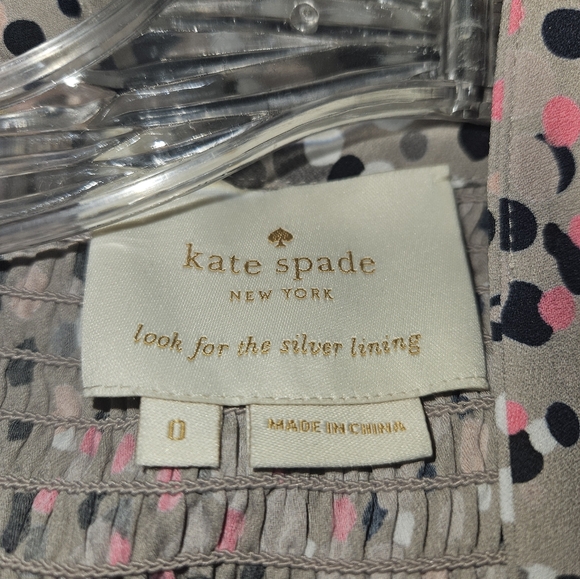 kate spade
NEW YORK
look for the silver lining
0
MADE IN CHINA